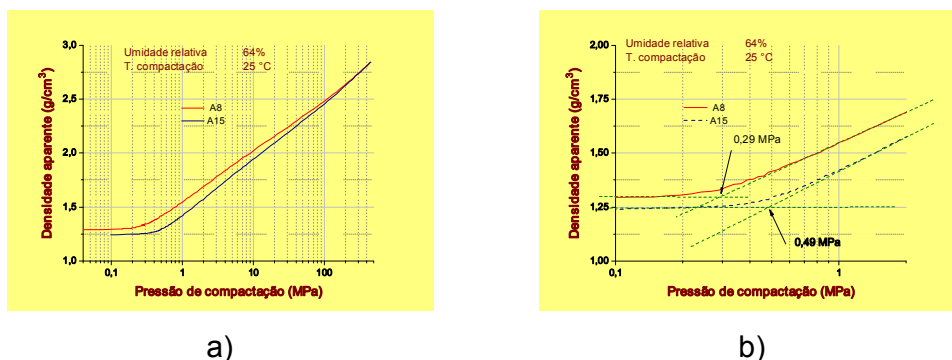 3,0
2,5
2,0
1,5
1,0
Densidade aparente (g/cm³)
Umidade relativa 64%
T. compactação 25 °C
A8
A15
0,1 1 10 100
Pressão de compactação (MPa)
a)
2,00
1,75
1,50
1,25
1,00
Densidade aparente (g/cm³)
Umidade relativa 64%
T. compactação 25 °C
A8
A15
0,29 MPa
0,49 MPa
0,1 1
Pressão de compactação (MPa)
b)